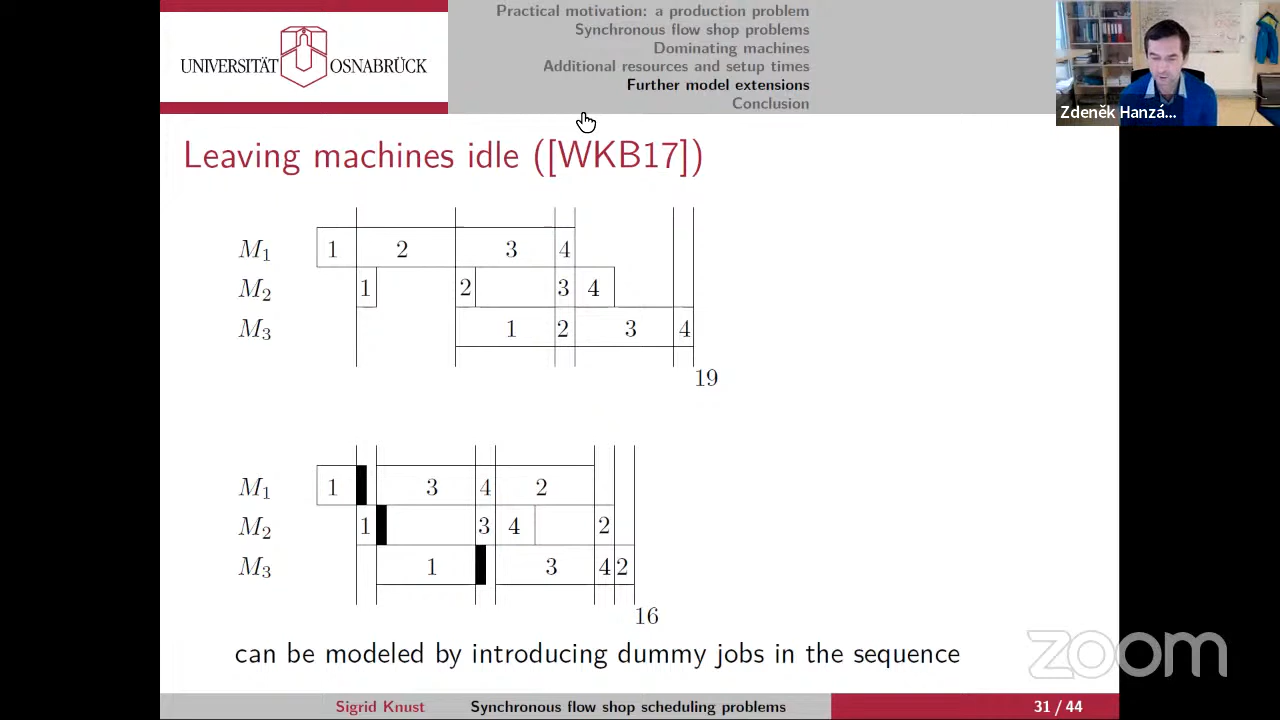 UNIVERSITÄT OSNABRÜCK
Practical motivation: a production problem
Synchronous flow shop problems
Dominating machines
Additional resources and setup times
Further model extensions
Conclusion
Zdeněk Hanzá...
Leaving machines idle ([WKB17])
M1 1 2 3 4
M2 1 2 3 4
M3 1 2 3 4
19
M1 1 3 4 2
M2 1 3 4 2
M3 1 3 4 2
16
can be modeled by introducing dummy jobs in the sequence
zoom
Sigrid Knust Synchronous flow shop scheduling problems 31 / 44